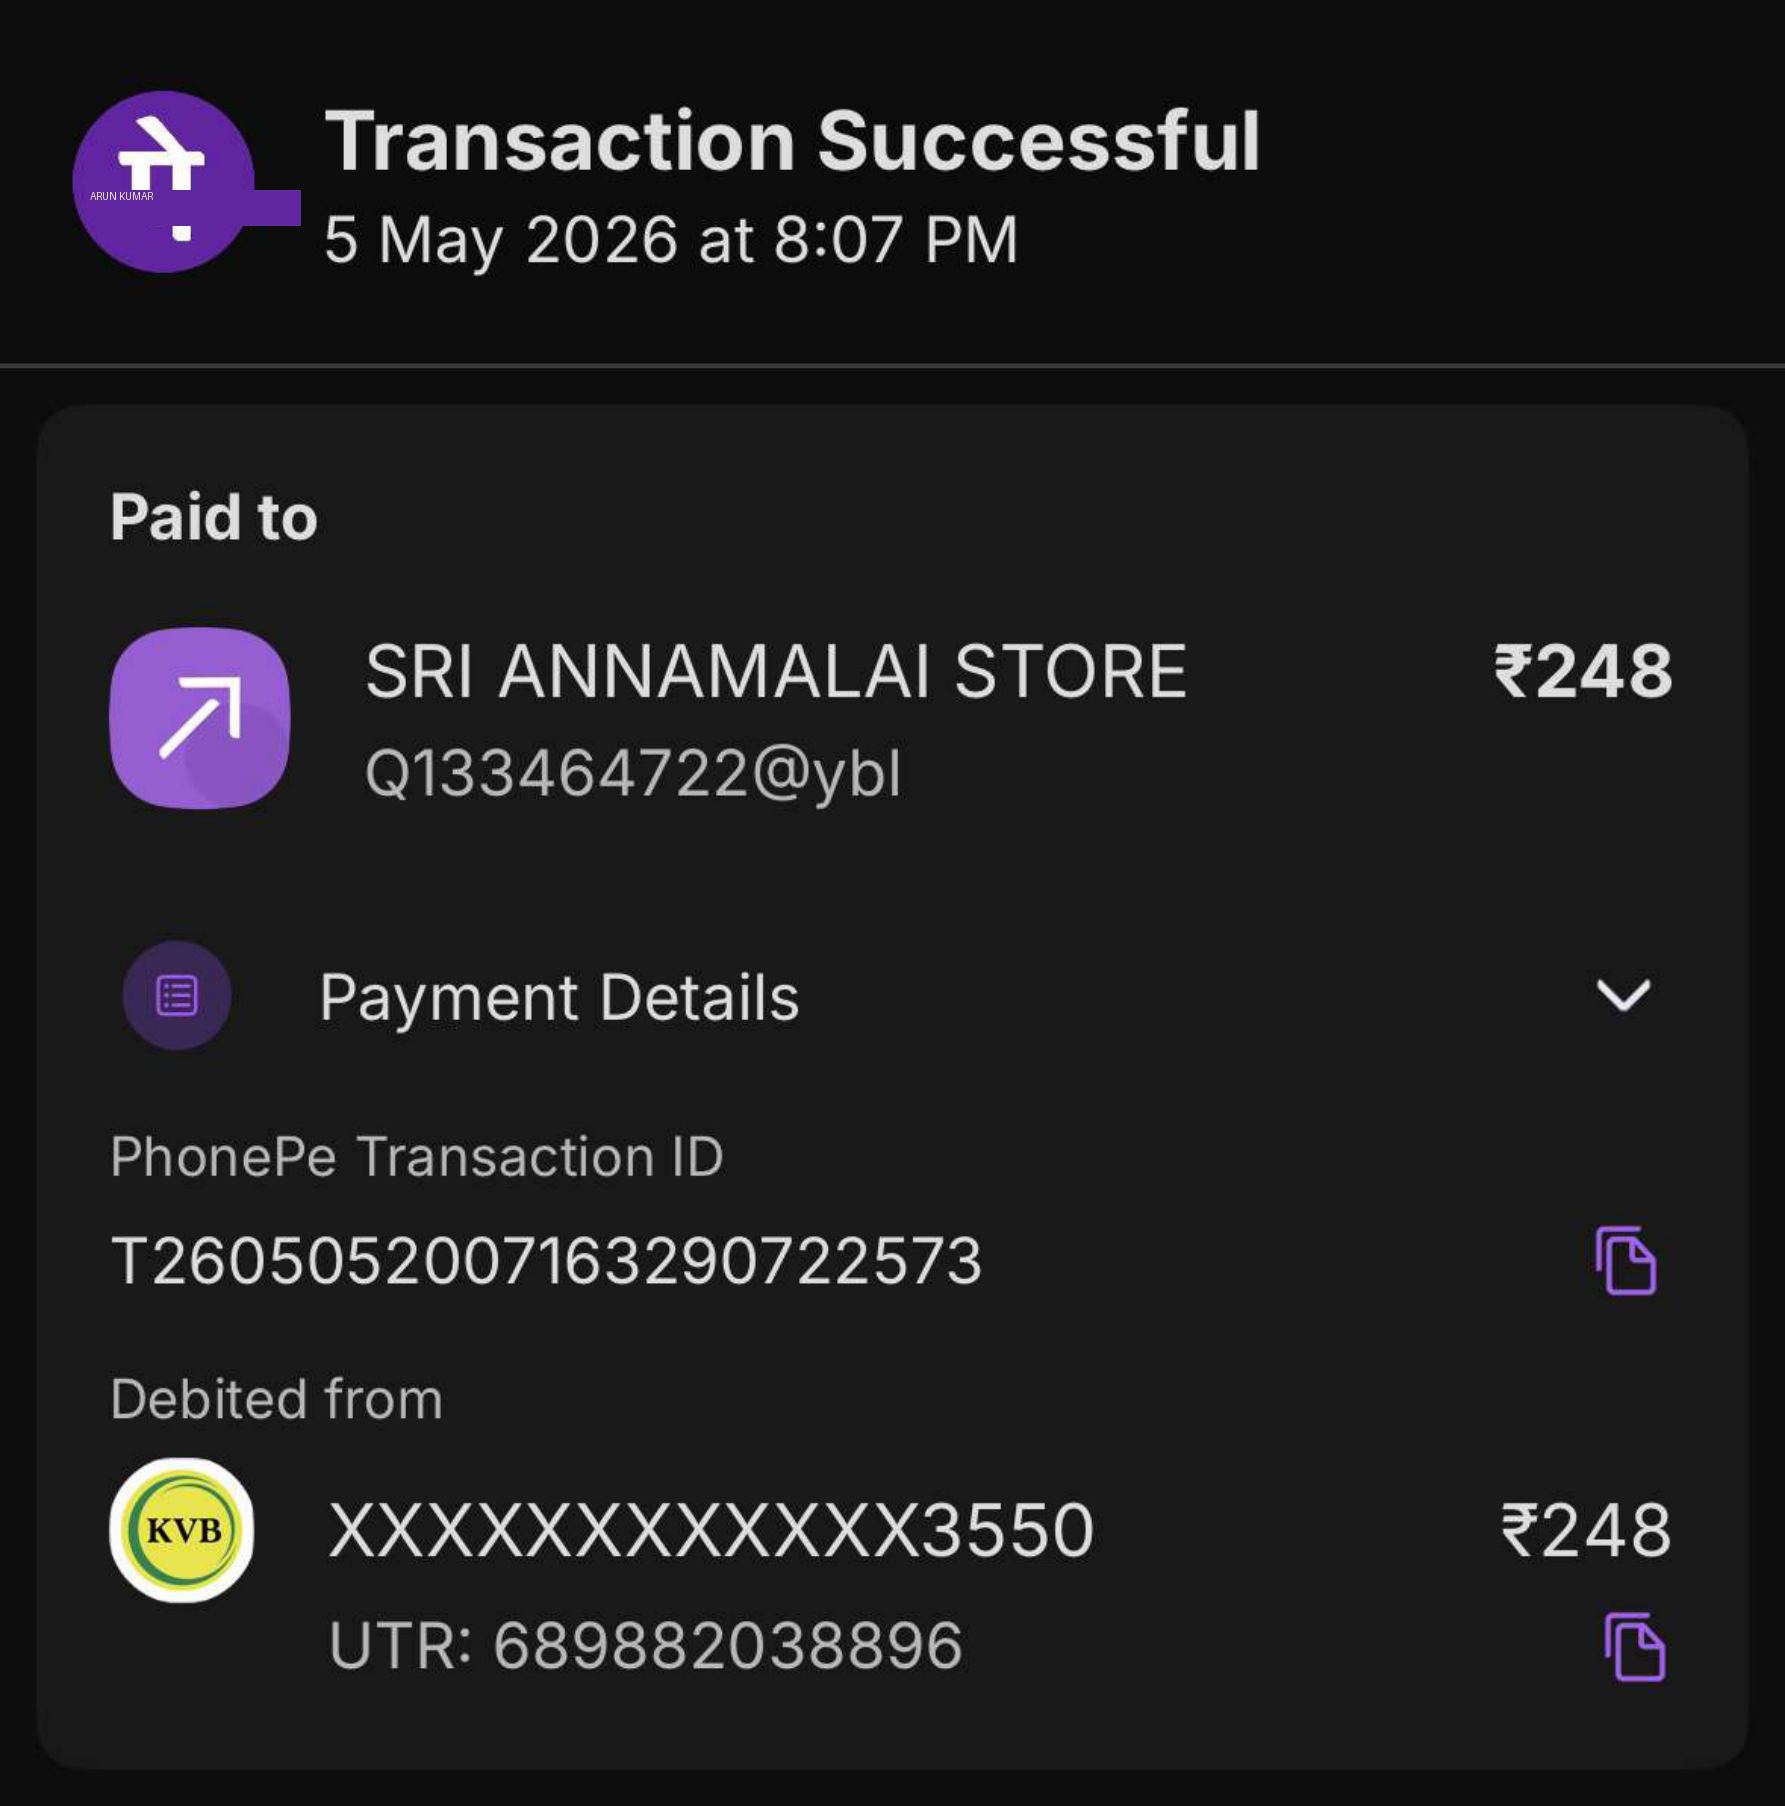 Transaction Successful
ARUN KUMAR
5 May 2026 at 8:07 PM
Paid to
SRI ANNAMALAI STORE ₹248
Q133464722@ybl
Payment Details
PhonePe Transaction ID
T2605052007163290722573
Debited from
KVB XXXXXXXXXXXX3550 ₹248
UTR: 689882038896